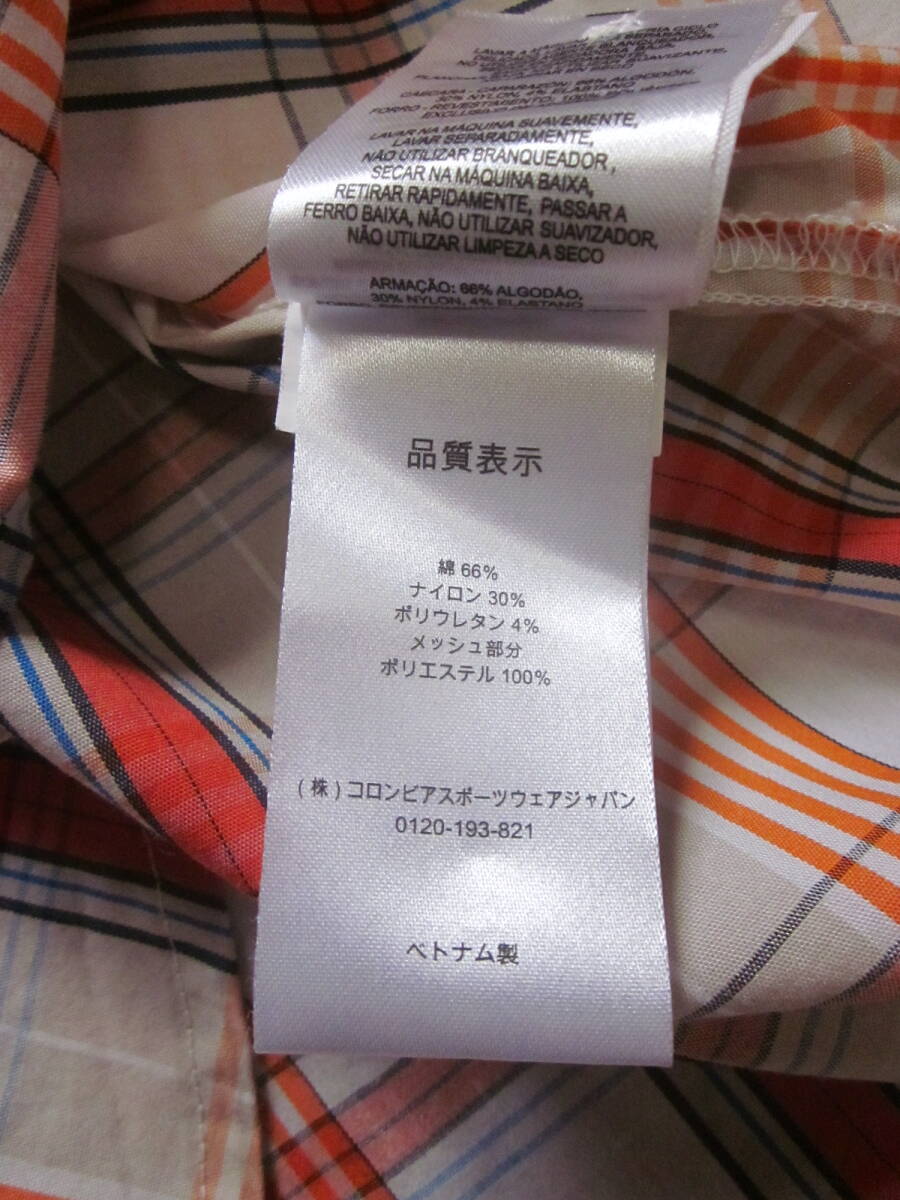 LAVAR NA MÁQUINA SUAVEMENTE,
LAVAR SEPARADAMENTE,
NÃO UTILIZAR BRANQUEADOR,
SECAR NA MÁQUINA BAIXA,
RETIRAR RAPIDAMENTE, PASSAR A
FERRO BAIXA, NÃO UTILIZAR SUAVIZADOR,
NÃO UTILIZAR LIMPEZA A SECO
ARMAÇÃO: 66% ALGODÃO,
30% NYLON, 4% ELASTANO
品質表示
綿 66%
ナイロン 30%
ポリウレタン 4%
メッシュ部分
ポリエステル 100%
(株)コロンビアスポーツウェアジャパン
0120-193-821
ベトナム製